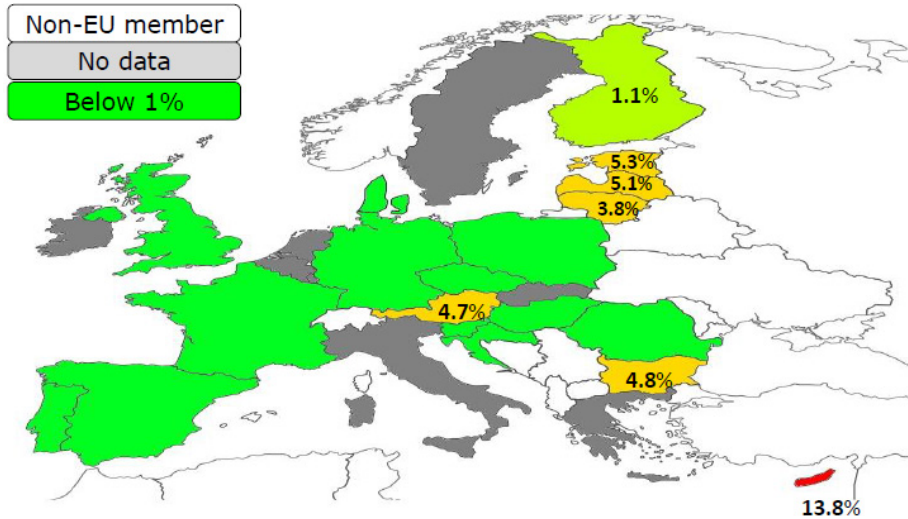 Non-EU member
No data
Below 1%
1.1%
5.3%
5.1%
3.8%
4.7%
4.8%
13.8%